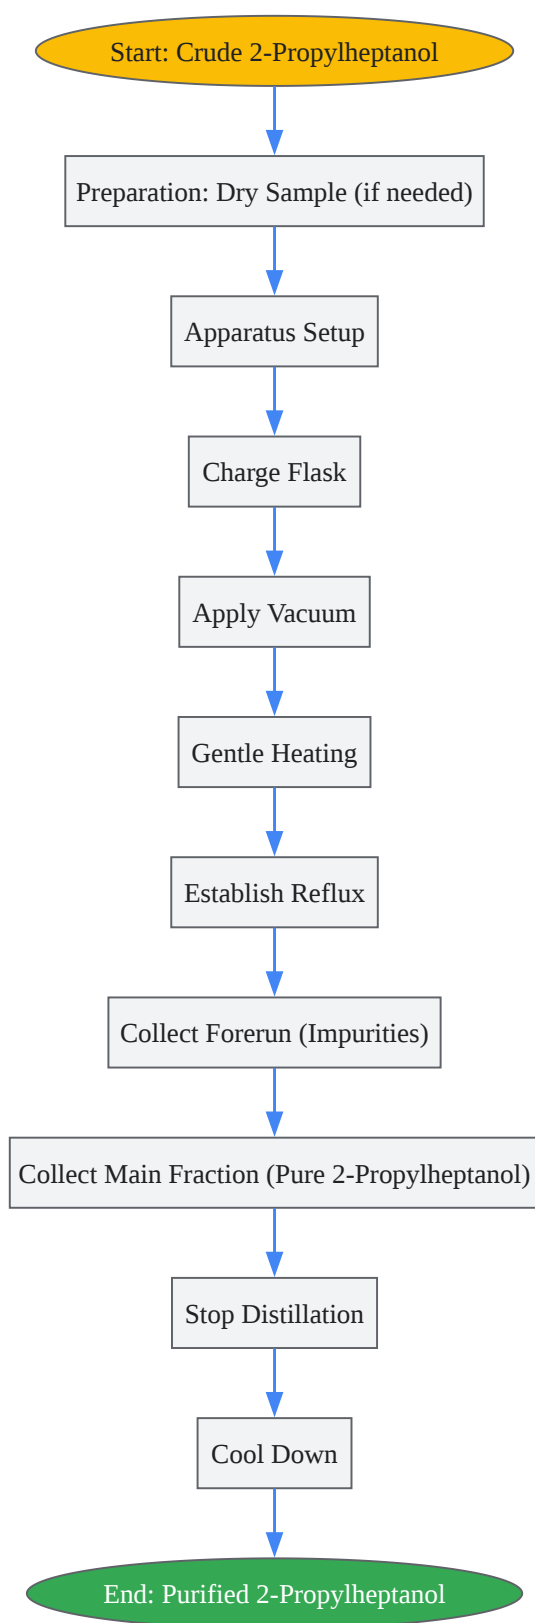 Start: Crude 2-Propylheptanol
Preparation: Dry Sample (if needed)
Apparatus Setup
Charge Flask
Apply Vacuum
Gentle Heating
Establish Reflux
Collect Forerun (Impurities)
Collect Main Fraction (Pure 2-Propylheptanol)
Stop Distillation
Cool Down
End: Purified 2-Propylheptanol